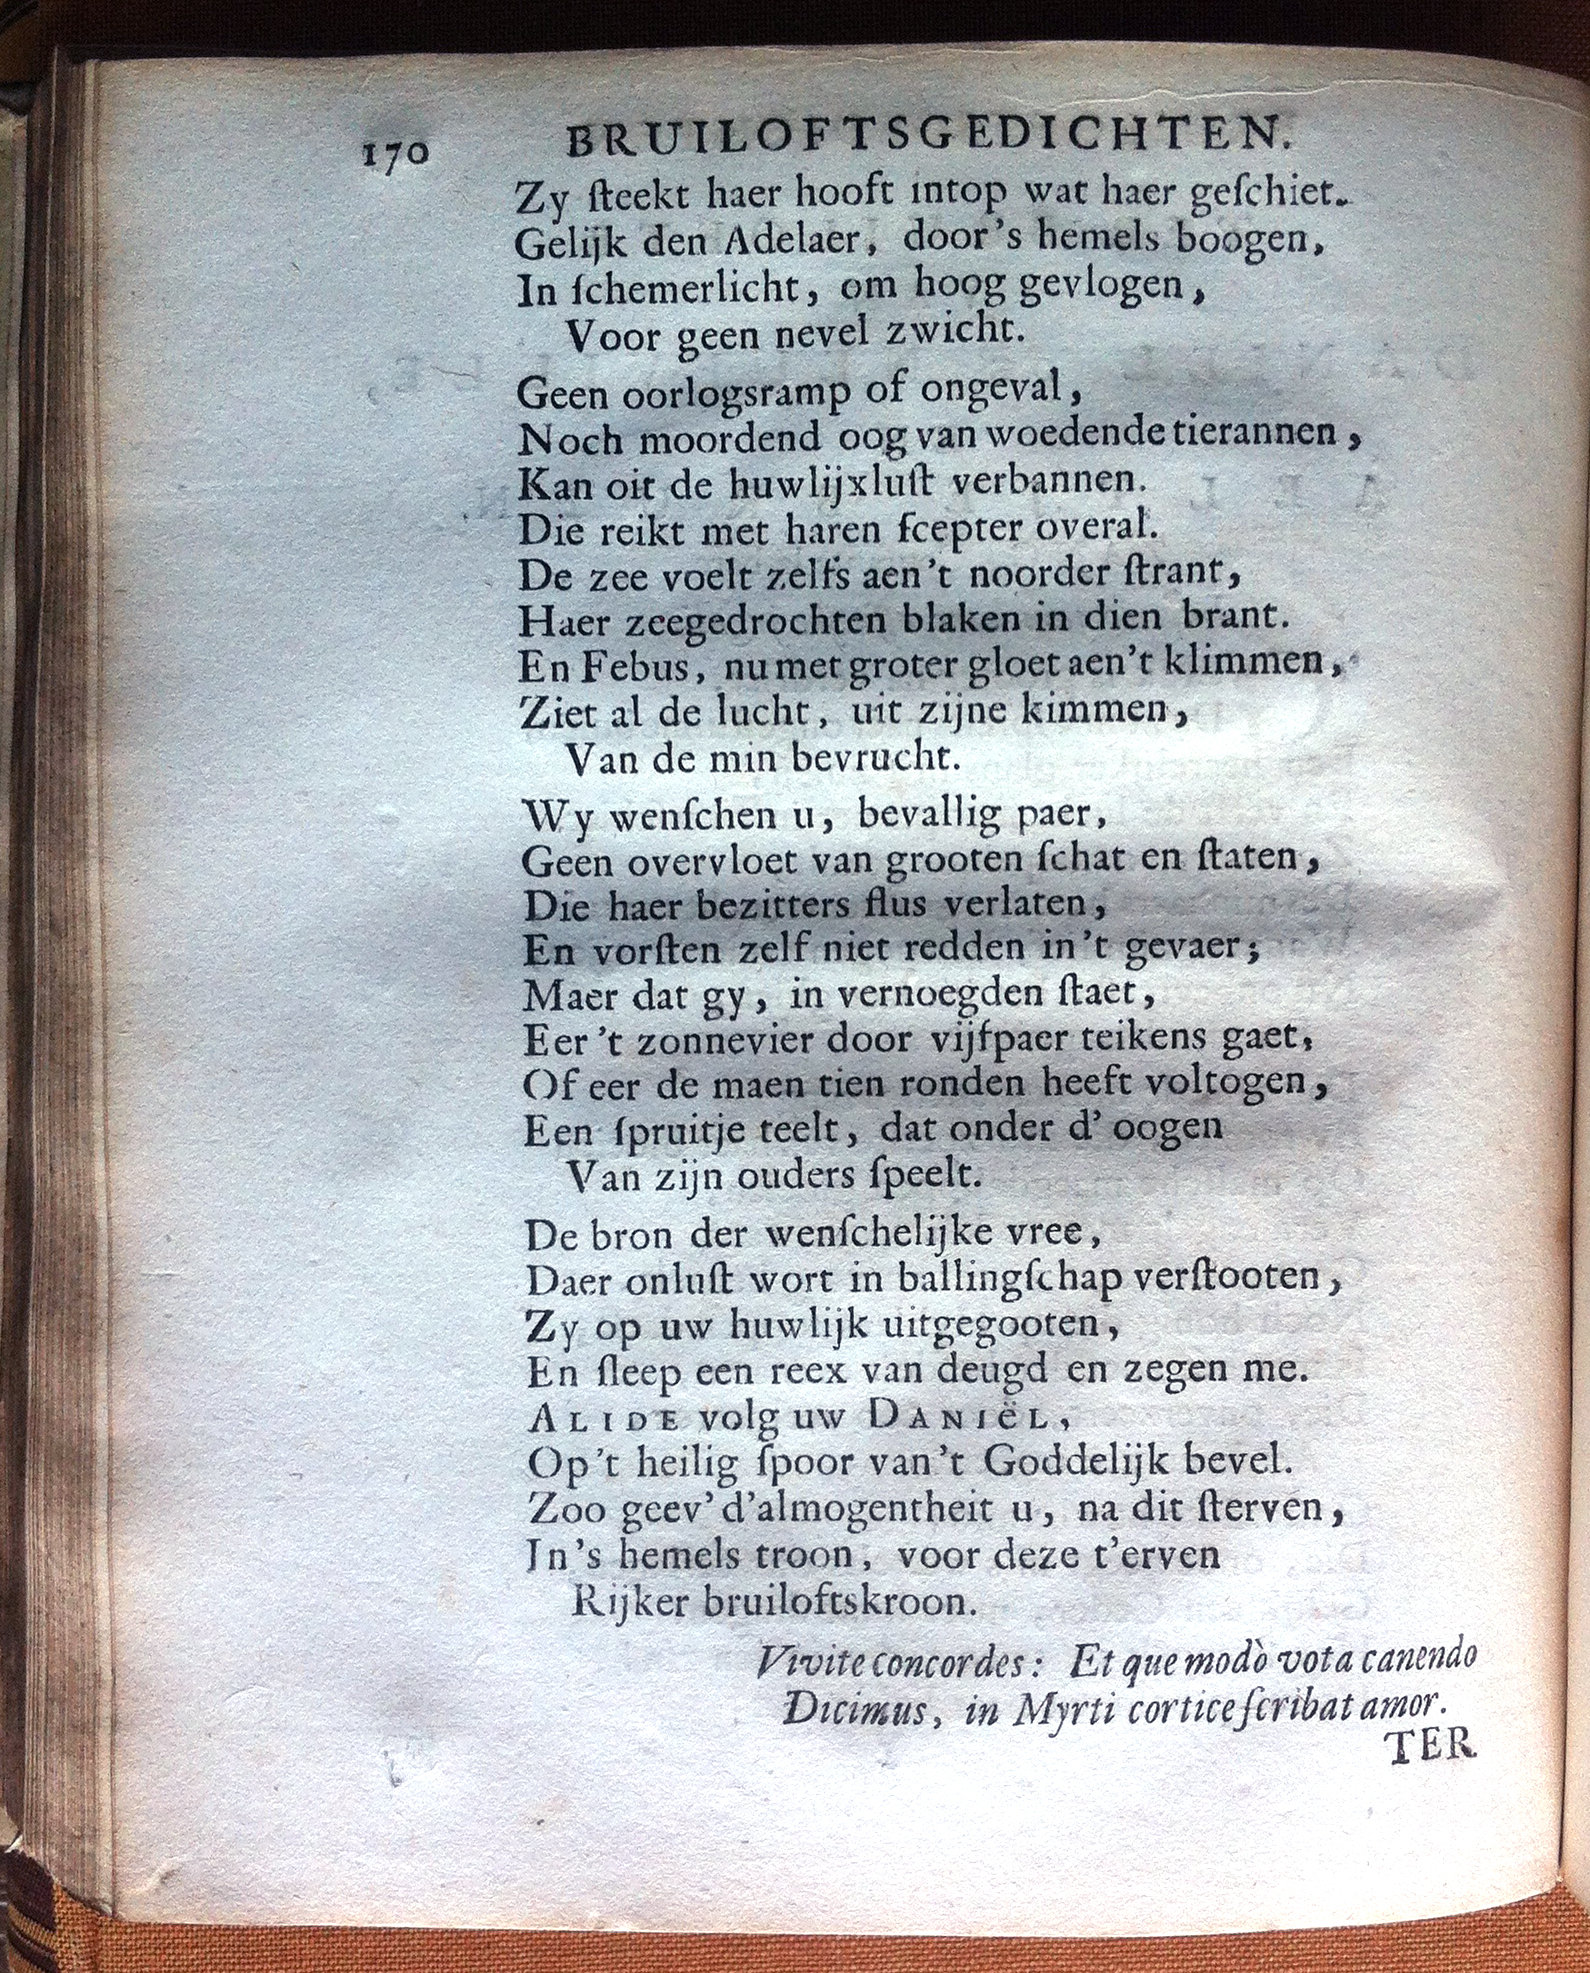 170 BRUILOFTSGEDICHTEN.
Zy ſteekt haer hooft intop wat haer geſchiet.
Gelijk den Adelaer, door's hemels boogen,
In ſchemerlicht, om hoog gevlogen,
Voor geen nevel zwicht.
Geen oorlogsramp of ongeval,
Noch moordend oog van woedende tierannen,
Kan oit de huwlijxluſt verbannen.
Die reikt met haren ſcepter overal.
De zee voelt zelfs aen't noorder ſtrant,
Haer zeegedrochten blaken in dien brant.
En Febus, nu met groter gloet aen't klimmen,
Ziet al de lucht, uit zijne kimmen,
Van de min bevrucht.
Wy wenſchen u, bevallig paer,
Geen overvloet van grooten ſchat en ſtaten,
Die haer bezitters flus verlaten,
En vorſten zelf niet redden in't gevaer;
Maer dat gy, in vernoegden ſtaet,
Eer 't zonnevier door vijfpaer teikens gaet,
Of eer de maen tien ronden heeft voltogen,
Een ſpruitje teelt, dat onder d' oogen
Van zijn ouders ſpeelt.
De bron der wenſchelijke vree,
Daer onluſt wort in ballingſchap verſtooten,
Zy op uw huwlijk uitgegooten,
En ſleep een reex van deugd en zegen me.
ALIDE volg uw DANIËL,
Op't heilig ſpoor van't Goddelijk bevel.
Zoo geev' d'almogentheit u, na dit ſterven,
In's hemels troon, voor deze t'erven
Rijker bruiloftskroon.
Vivite concordes: Et que modò vota canendo
Dicimus, in Myrti cortice ſcribat amor.
TER